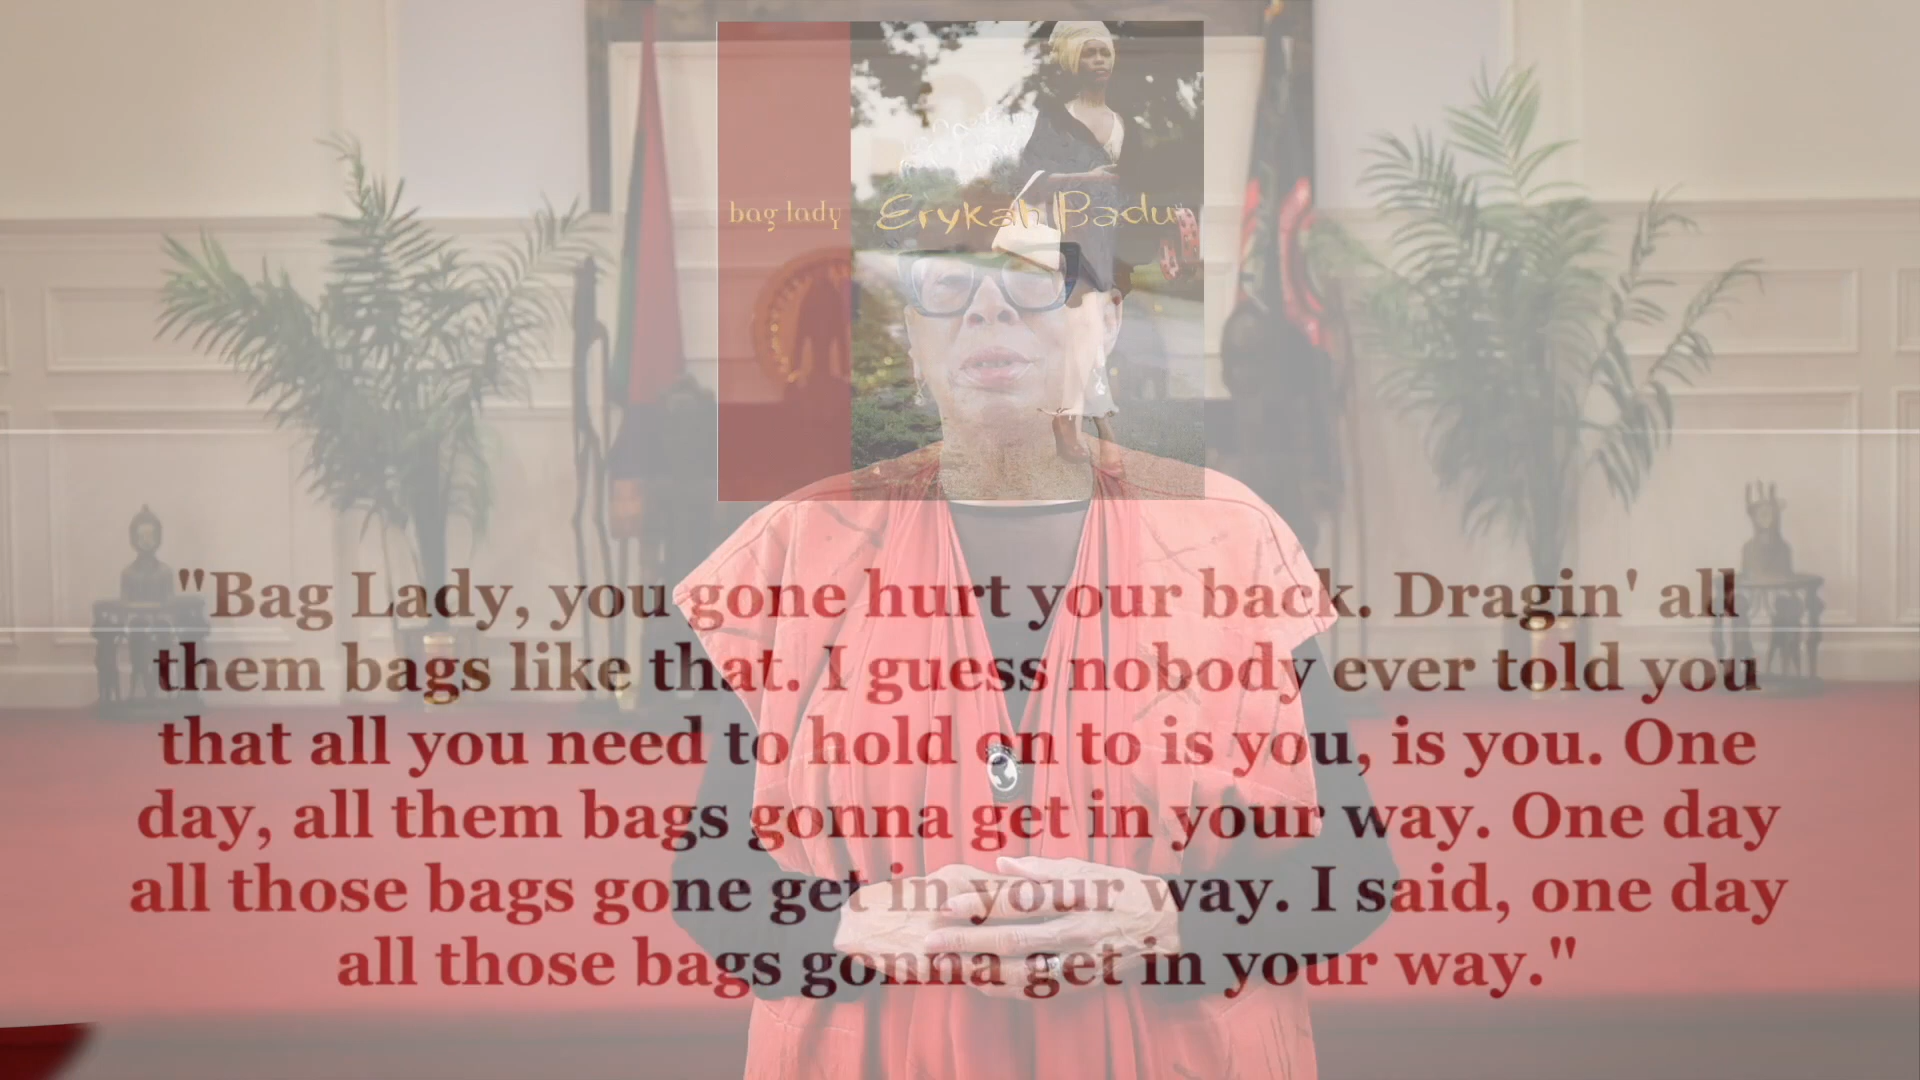 bag lady Erykah Badu
"Bag Lady, you gone hurt your back. Dragin' all
them bags like that. I guess nobody ever told you
that all you need to hold on to is you, is you. One
day, all them bags gonna get in your way. One day
all those bags gone get in your way. I said, one day
all those bags gonna get in your way."